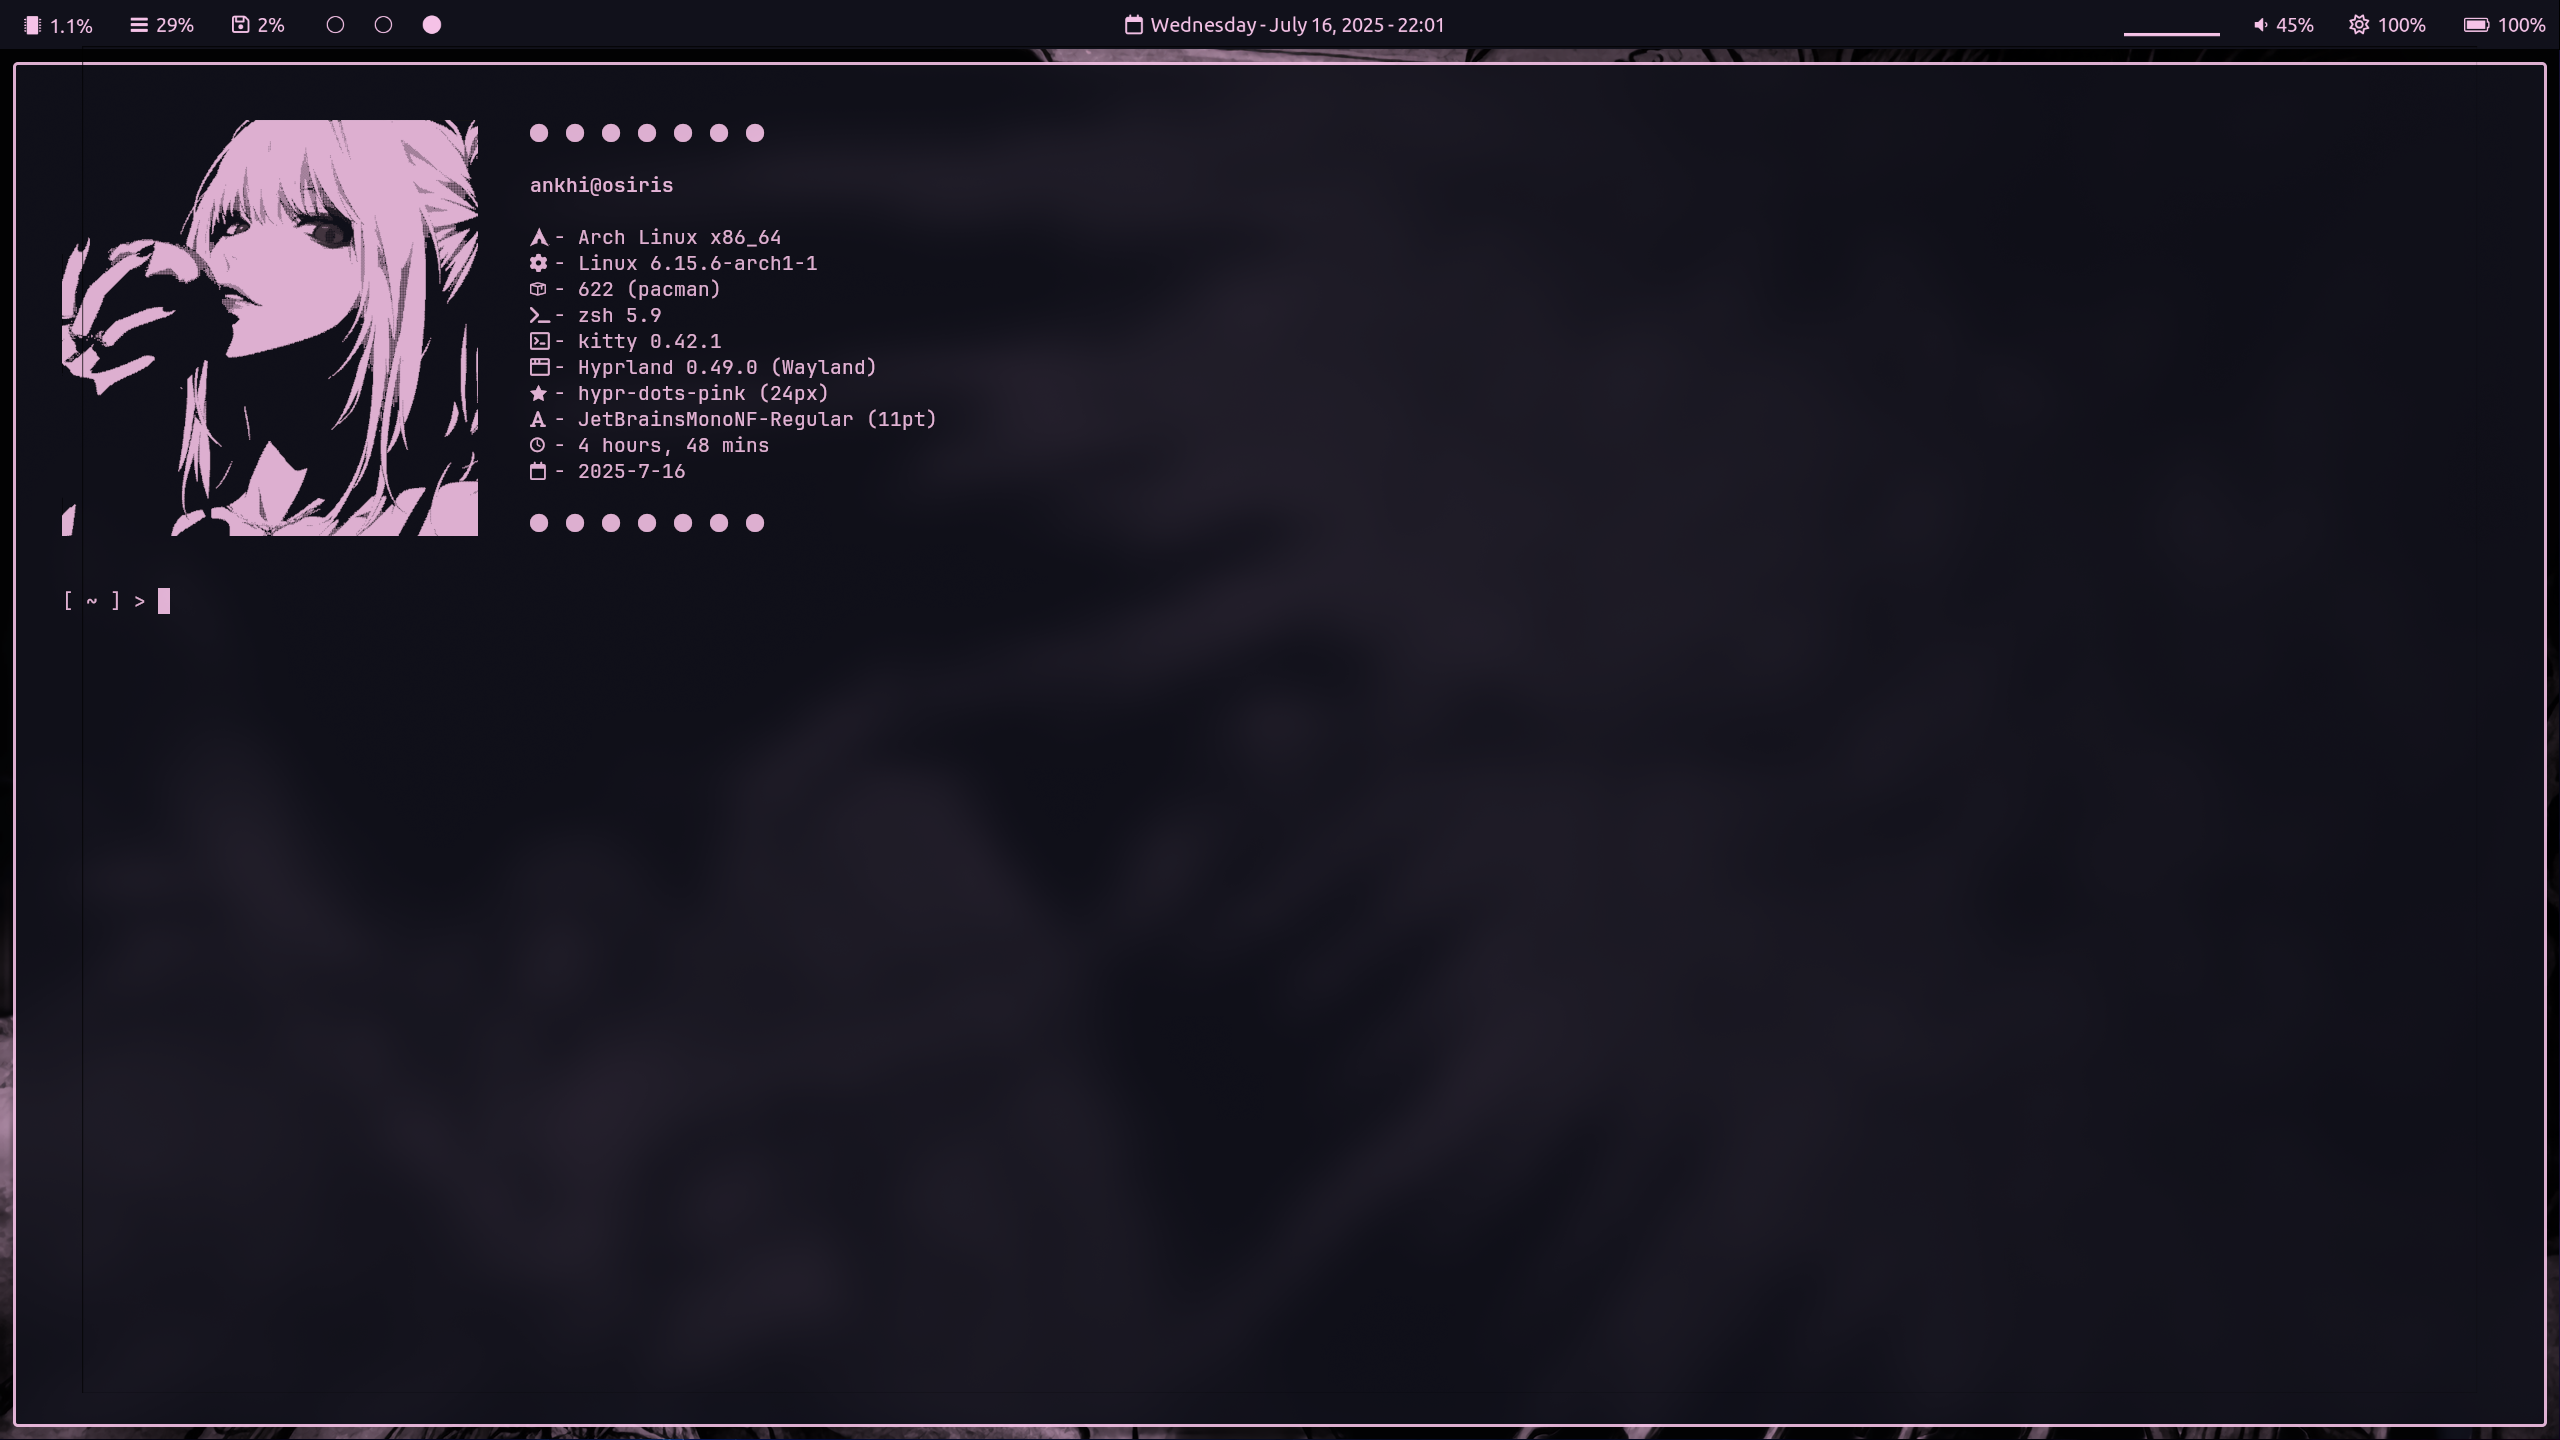 1.1% 29% 2% Wednesday - July 16, 2025 - 22:01 45% 100% 100%
ankhi@osiris
- Arch Linux x86_64
- Linux 6.15.6-arch1-1
- 622 (pacman)
- zsh 5.9
- kitty 0.42.1
- Hyprland 0.49.0 (Wayland)
- hypr-dots-pink (24px)
- JetBrainsMonoNF-Regular (11pt)
- 4 hours, 48 mins
- 2025-7-16
[ ~ ] >